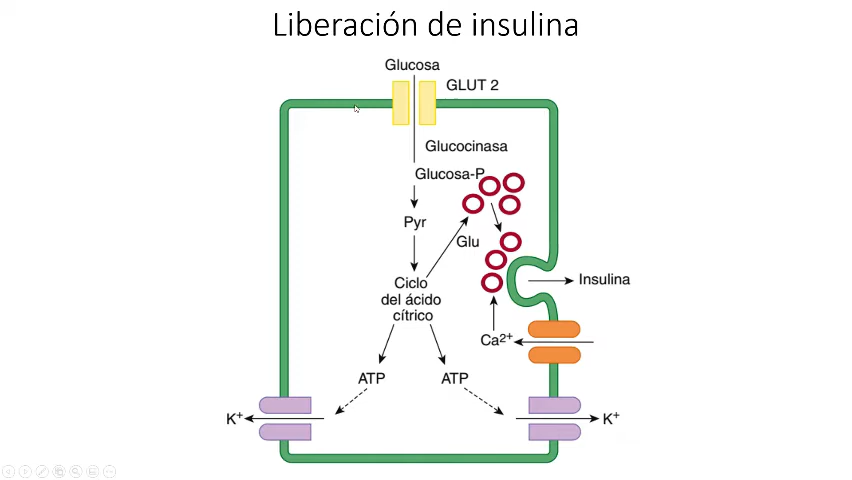 Liberación de insulina
Glucosa
GLUT 2
Glucocinasa
Glucosa-P
Pyr
Glu
Ciclo
del ácido
cítrico
Insulina
Ca²⁺
ATP
ATP
K⁺
K⁺